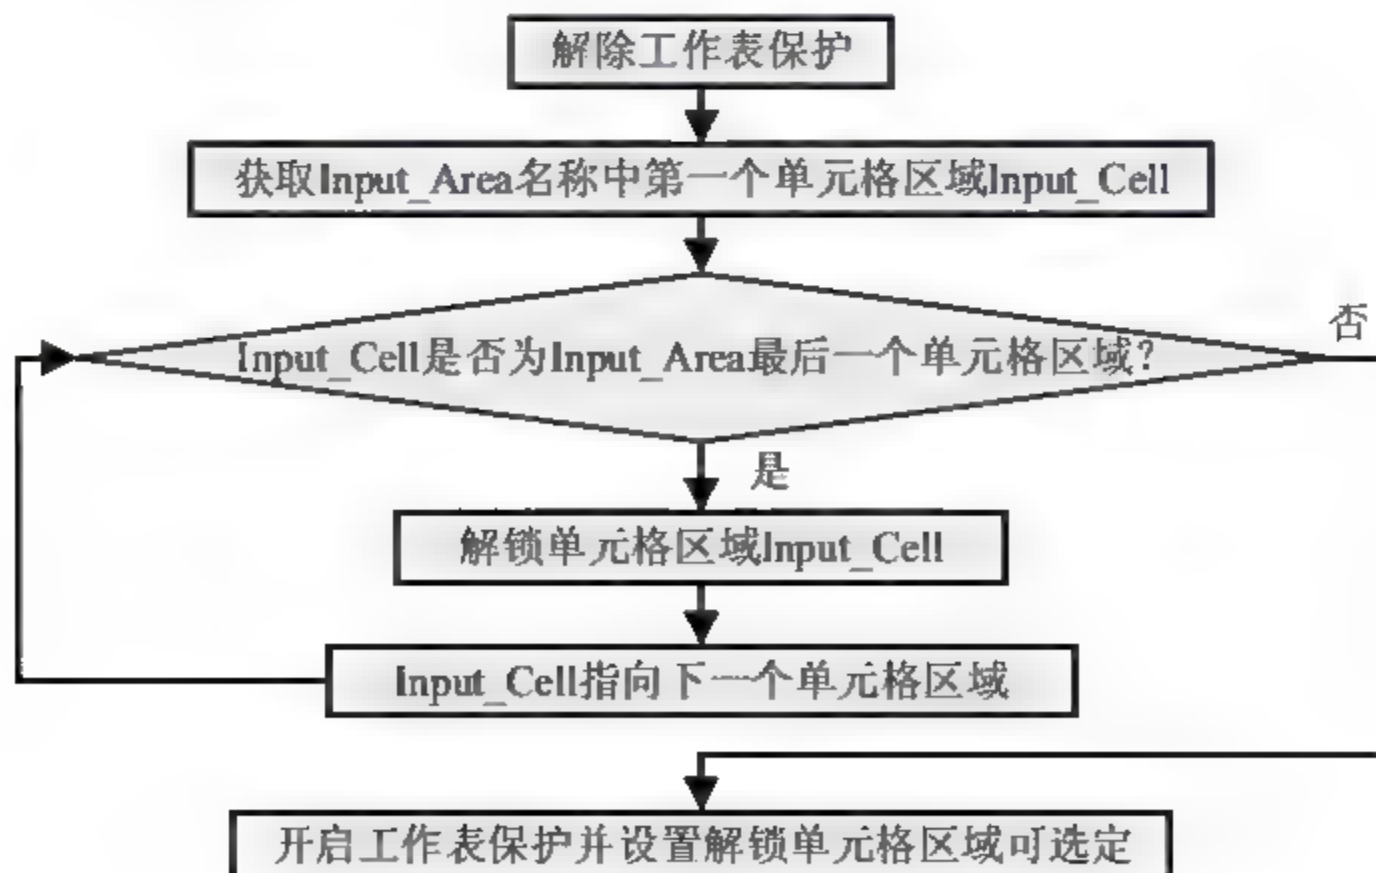 解除工作表保护
获取Input_Area名称中第一个单元格区域Input_Cell
否
Input_Cell是否为Input_Area最后一个单元格区域?
是
解锁单元格区域Input_Cell
Input_Cell指向下一个单元格区域
开启工作表保护并设置解锁单元格区域可选定